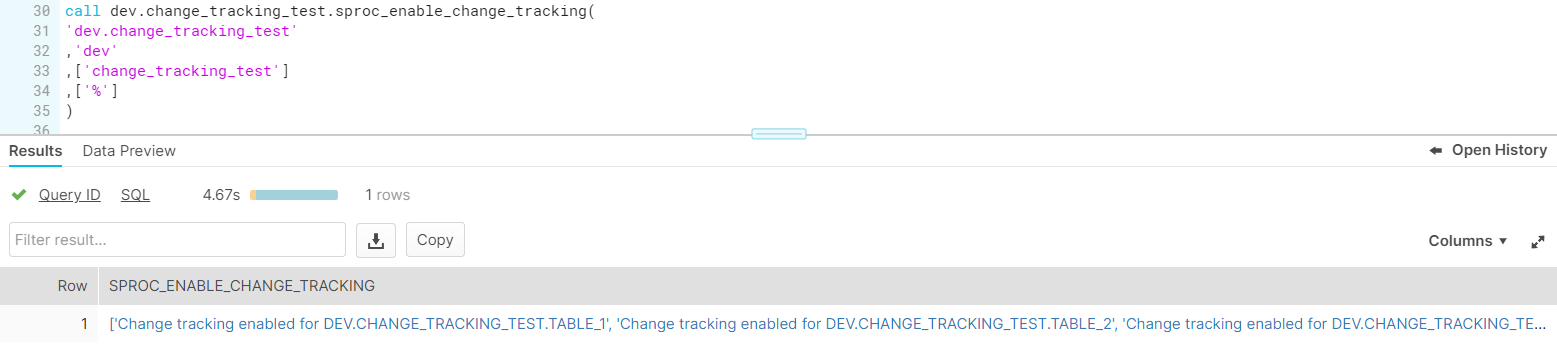 30 call dev.change_tracking_test.sproc_enable_change_tracking(
31 'dev.change_tracking_test'
32 ,'dev'
33 ,['change_tracking_test']
34 ,['%']
35 )
36
Results Data Preview Open History
Query ID SQL 4.67s 1 rows
Filter result... Copy Columns
Row SPROC_ENABLE_CHANGE_TRACKING
1 ['Change tracking enabled for DEV.CHANGE_TRACKING_TEST.TABLE_1', 'Change tracking enabled for DEV.CHANGE_TRACKING_TEST.TABLE_2', 'Change tracking enabled for DEV.CHANGE_TRACKING_TE...